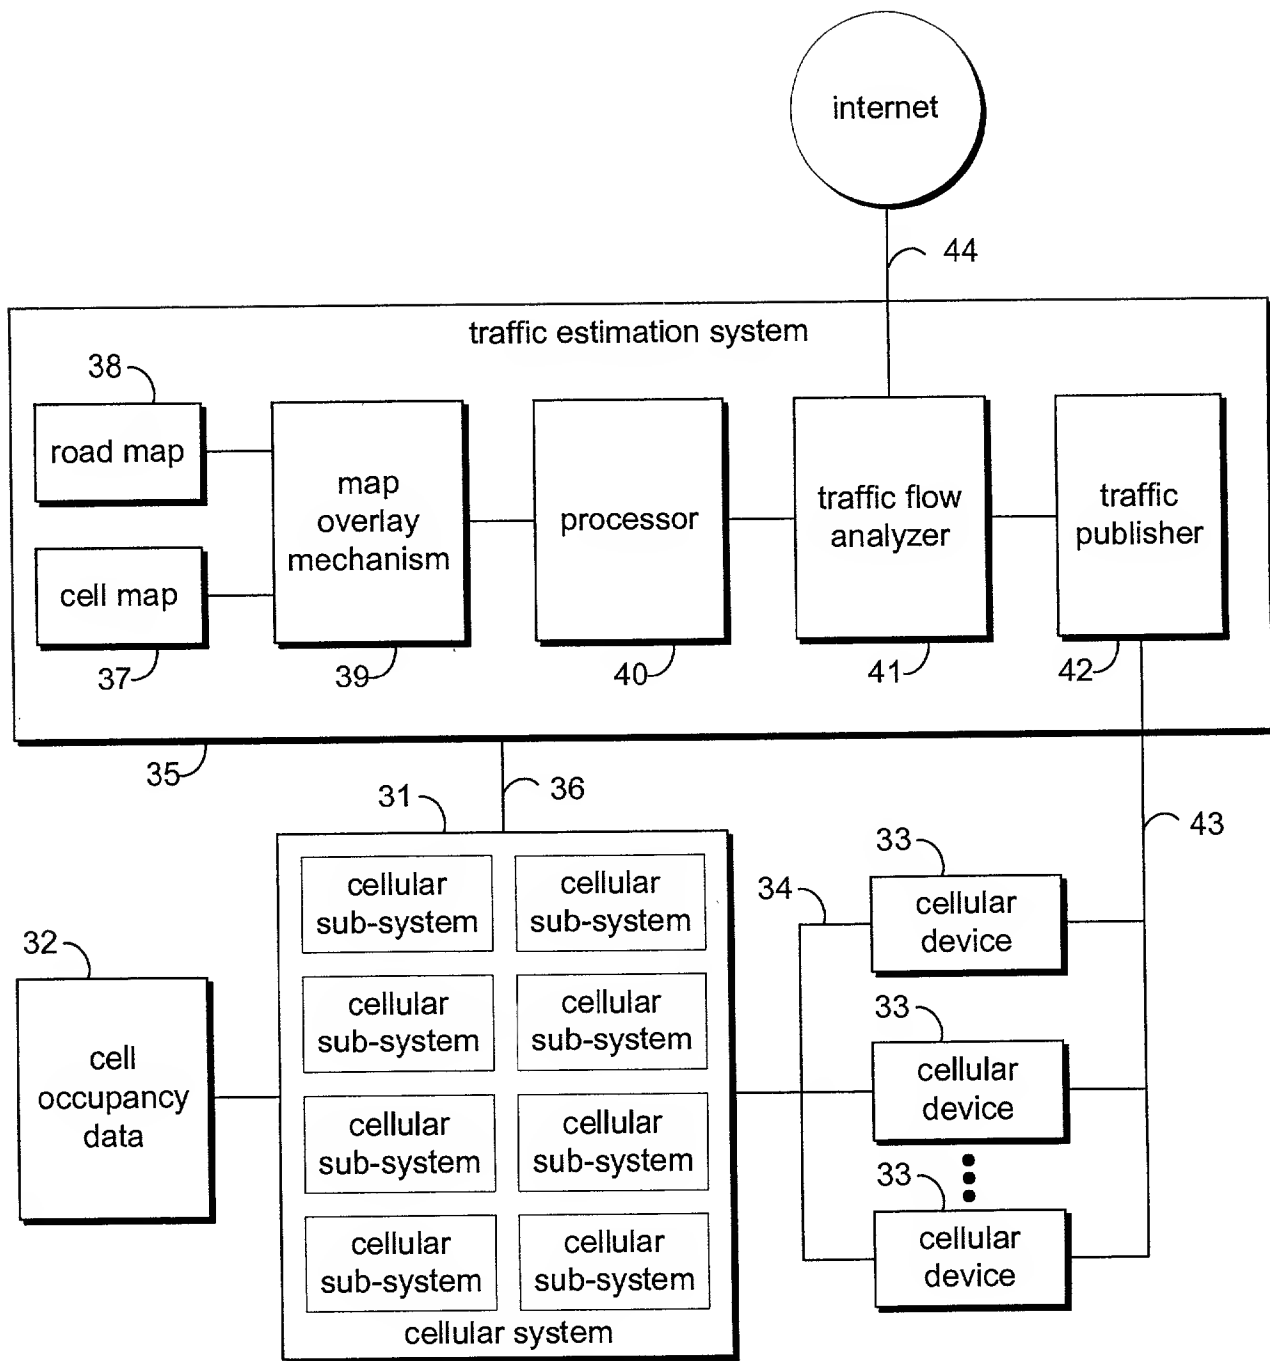 internet
44
traffic estimation system
38
road map
map
overlay
mechanism
processor
traffic flow
analyzer
traffic
publisher
cell map
37
39
40
41
42
35
36
31
43
33
34
cellular
device
cellular
sub-system
cellular
sub-system
32
cellular
sub-system
cellular
sub-system
33
cellular
device
cell
occupancy
data
cellular
sub-system
cellular
sub-system
33
cellular
device
cellular
sub-system
cellular
sub-system
cellular system